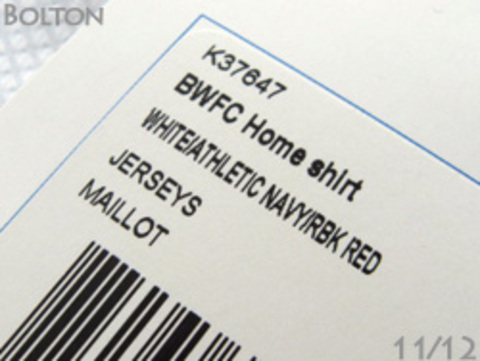 BOLTON
K37647
BWFC Home shirt
WHITE/ATHLETIC NAVY/RBK RED
JERSEYS
MAILLOT
11/12